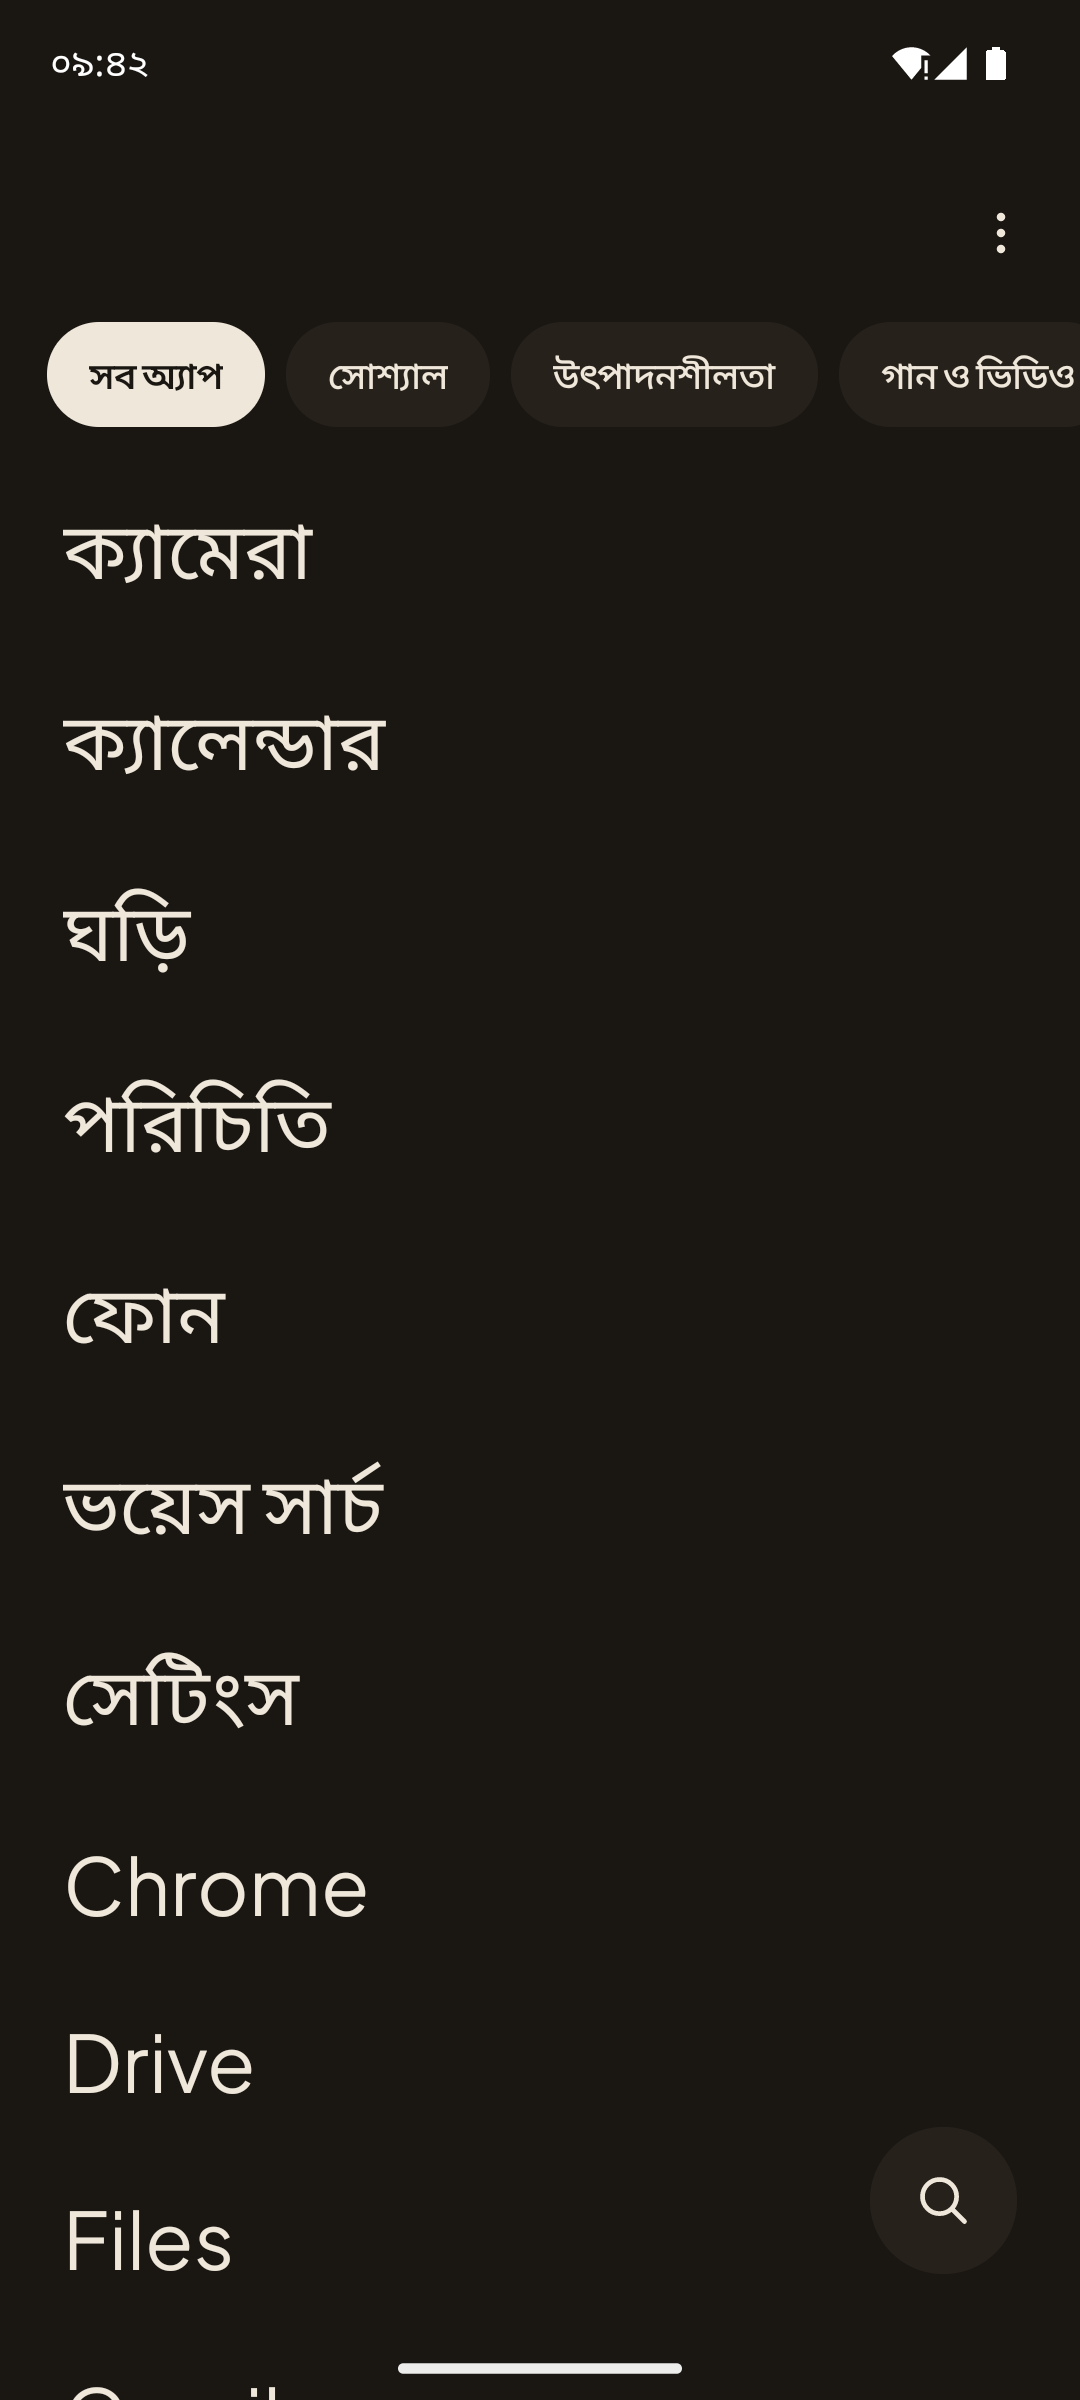 ০৯:৪২
সব অ্যাপ সোশ্যাল উৎপাদনশীলতা গান ও ভিডিও
ক্যামেরা
ক্যালেন্ডার
ঘড়ি
পরিচিতি
ফোন
ভয়েস সার্চ
সেটিংস
Chrome
Drive
Files